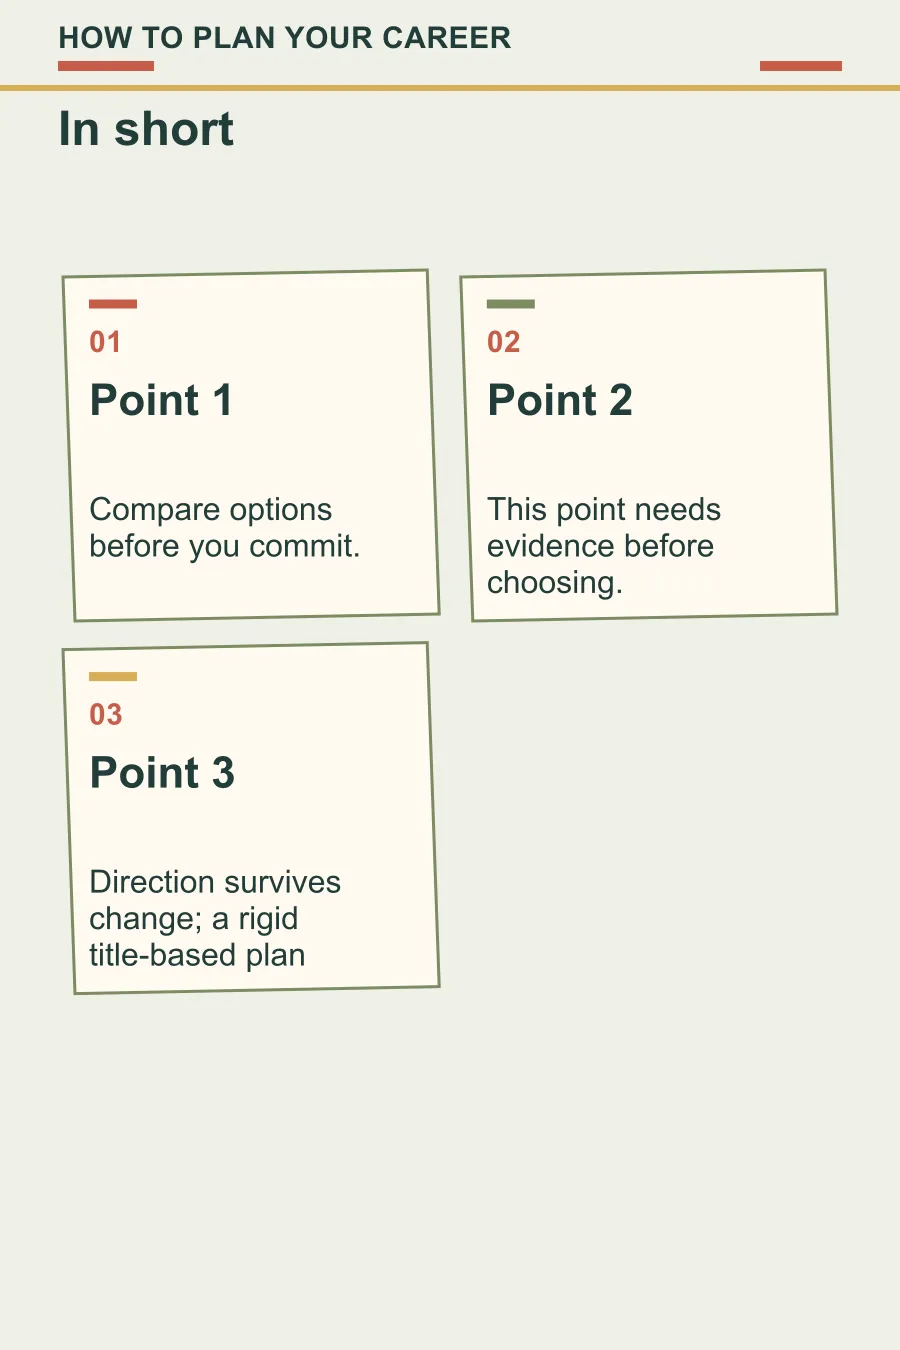 HOW TO PLAN YOUR CAREER
In short
01
Point 1
Compare options
before you commit.
02
Point 2
This point needs
evidence before
choosing.
03
Point 3
Direction survives
change; a rigid
title-based plan